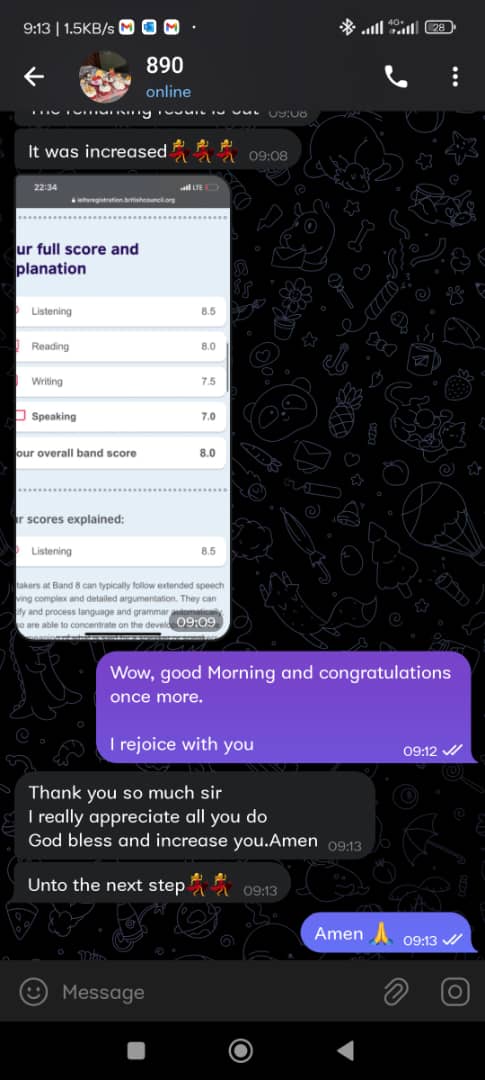 9:13 | 1.5KB/s
4G+
28
890
online
The remarking result is out 09:08
It was increased💃💃💃 09:08
22:34
LTE
ieltsregistration.britishcouncil.org
ur full score and
planation
Listening 8.5
Reading 8.0
Writing 7.5
Speaking 7.0
our overall band score 8.0
r scores explained:
Listening 8.5
takers at Band 8 can typically follow extended speech
ving complex and detailed argumentation. They can
ify and process language and grammar automatically,
so are able to concentrate on the
09:09
Wow, good Morning and congratulations
once more.
I rejoice with you
09:12
Thank you so much sir
I really appreciate all you do
God bless and increase you.Amen 09:13
Unto the next step💃💃 09:13
Amen 🙏 09:13
Message